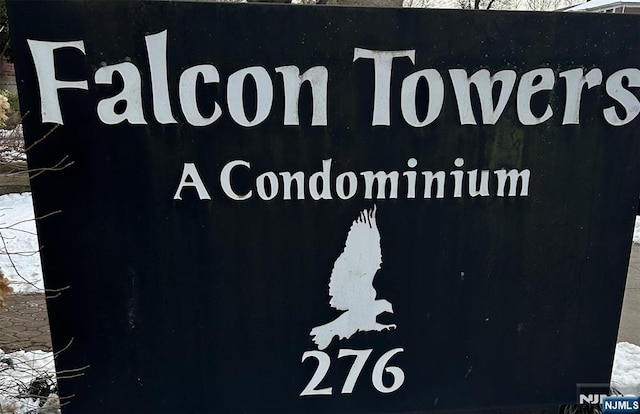 Falcon Towers
A Condominium
276
NJMLS